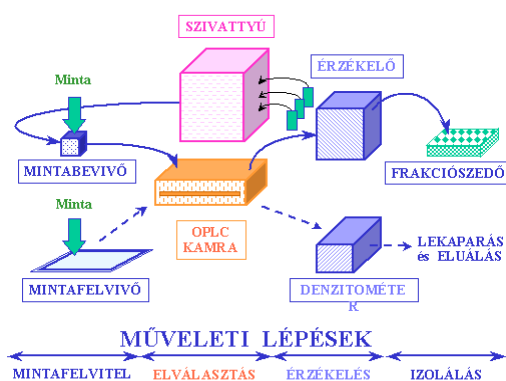 SZIVATTYÚ
ÉRZÉKELŐ
Minta
MINTABEVIVŐ
FRAKCIÓSZEDŐ
Minta
OPLC
KAMRA
LEKAPARÁS
és ELUÁLÁS
MINTAFELVIVŐ
DENZITOMÉTE
R
MŰVELETI LÉPÉSEK
MINTAFELVITEL ELVÁLASZTÁS ÉRZÉKELÉS IZOLÁLÁS